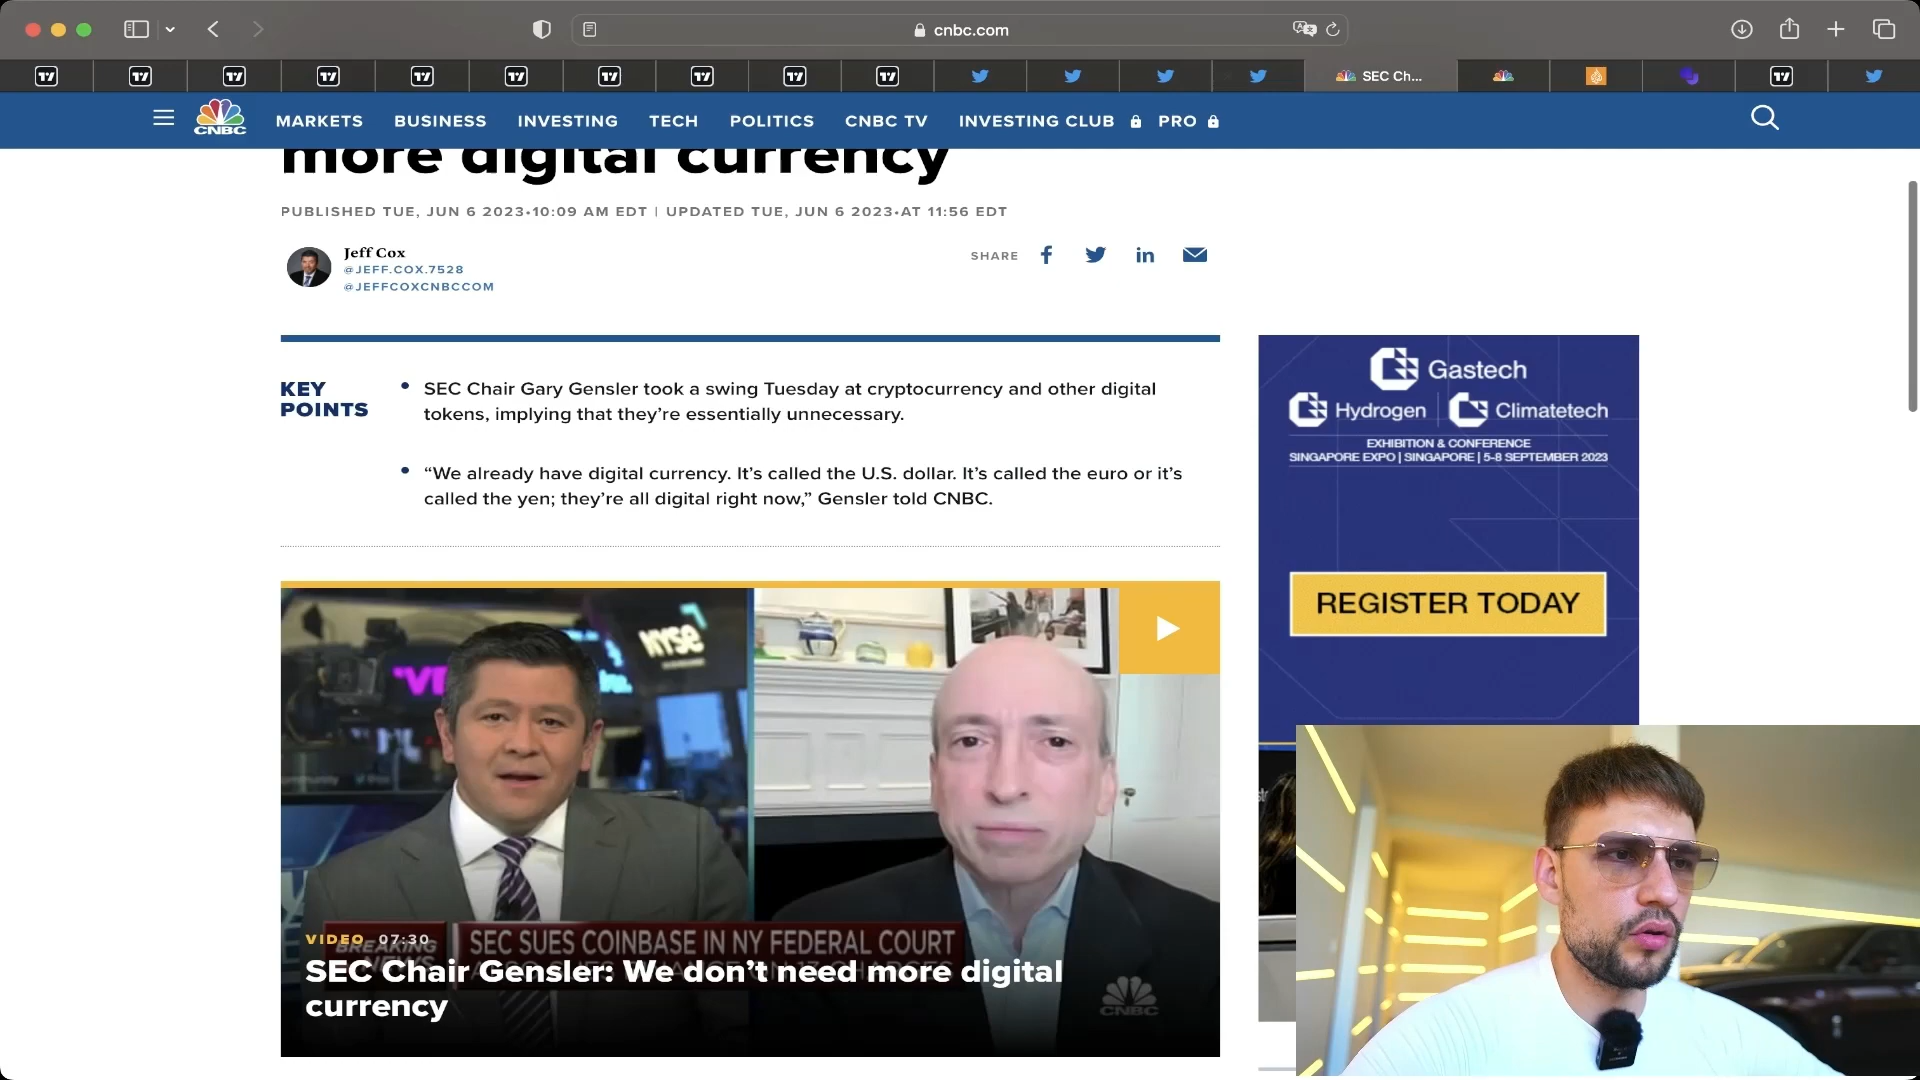 cnbc.com
SEC Ch...
CNBC
MARKETS BUSINESS INVESTING TECH POLITICS CNBC TV INVESTING CLUB PRO
more digital currency
PUBLISHED TUE, JUN 6 2023•10:09 AM EDT | UPDATED TUE, JUN 6 2023•AT 11:56 EDT
Jeff Cox
@JEFF.COX.7528
@JEFFCOXCNBCCOM
SHARE
KEY
POINTS
• SEC Chair Gary Gensler took a swing Tuesday at cryptocurrency and other digital
tokens, implying that they’re essentially unnecessary.
• “We already have digital currency. It’s called the U.S. dollar. It’s called the euro or it’s
called the yen; they’re all digital right now,” Gensler told CNBC.
NYSE
BREAKING
NEWS
SEC SUES COINBASE IN NY FEDERAL COURT
VIDEO 07:30
SEC Chair Gensler: We don’t need more digital
currency
CNBC
Gastech
Hydrogen
Climatetech
EXHIBITION & CONFERENCE
SINGAPORE EXPO | SINGAPORE | 5-8 SEPTEMBER 2023
REGISTER TODAY